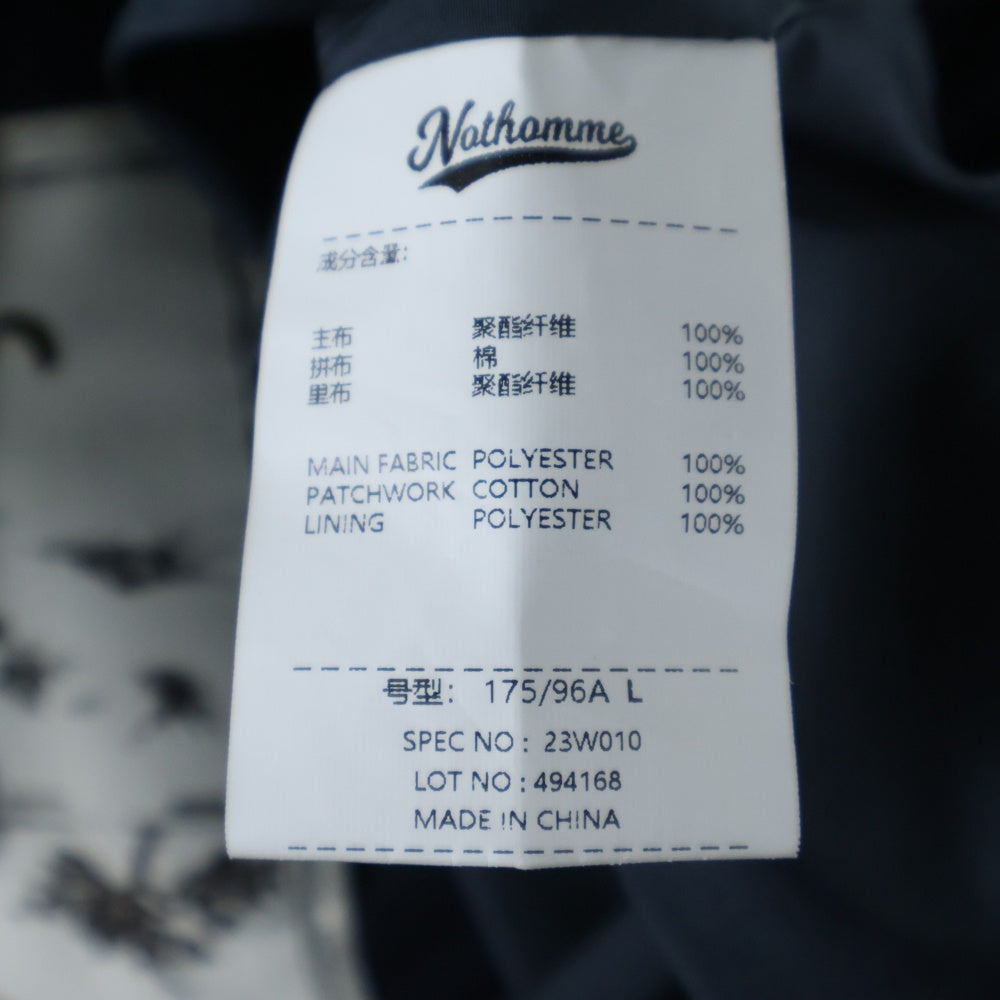 Nothomme
成分含量：
主布 聚酯纤维 100%
拼布 棉 100%
里布 聚酯纤维 100%
MAIN FABRIC POLYESTER 100%
PATCHWORK COTTON 100%
LINING POLYESTER 100%
号型： 175/96A L
SPEC NO : 23W010
LOT NO : 494168
MADE IN CHINA